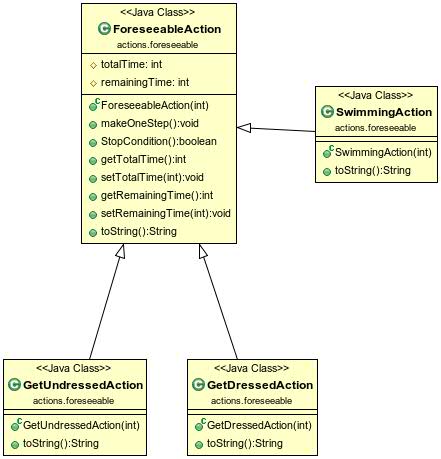 <<Java Class>>
ForeseeableAction
actions.foreseeable
totalTime: int
remainingTime: int
ForeseeableAction(int)
makeOneStep():void
StopCondition():boolean
getTotalTime():int
setTotalTime(int):void
getRemainingTime():int
setRemainingTime(int):void
toString():String
<<Java Class>>
SwimmingAction
actions.foreseeable
SwimmingAction(int)
toString():String
<<Java Class>>
GetUndressedAction
actions.foreseeable
GetUndressedAction(int)
toString():String
<<Java Class>>
GetDressedAction
actions.foreseeable
GetDressedAction(int)
toString():String